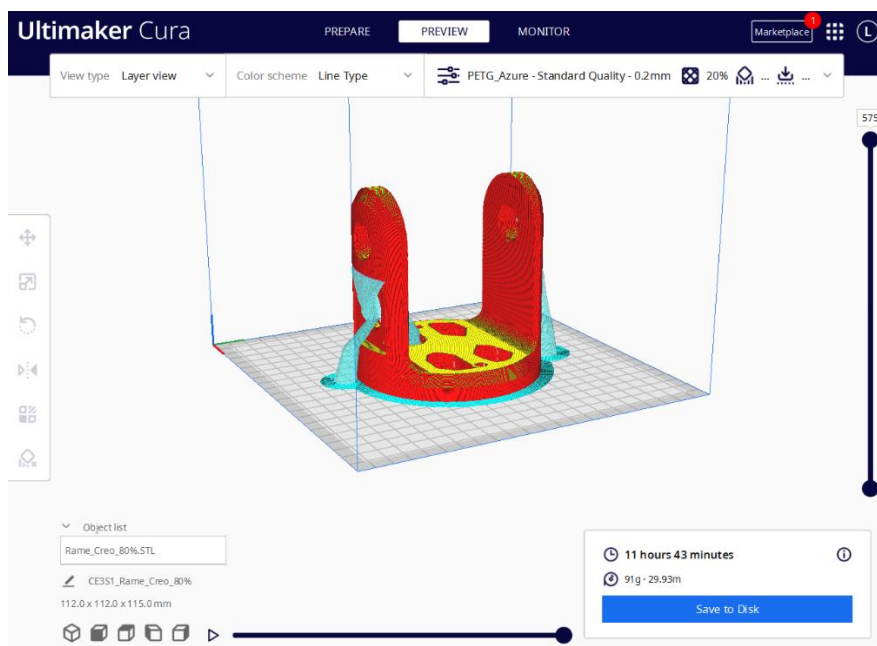 Ultimaker Cura
PREPARE
PREVIEW
MONITOR
Marketplace
1
L
View type Layer view
Color scheme Line Type
PETG_Azure - Standard Quality - 0.2mm
20%
...
...
575
Object list
Rame_Creo_80%.STL
CE3S1_Rame_Creo_80%
112.0 x 112.0 x 115.0 mm
11 hours 43 minutes
91g · 29.93m
Save to Disk